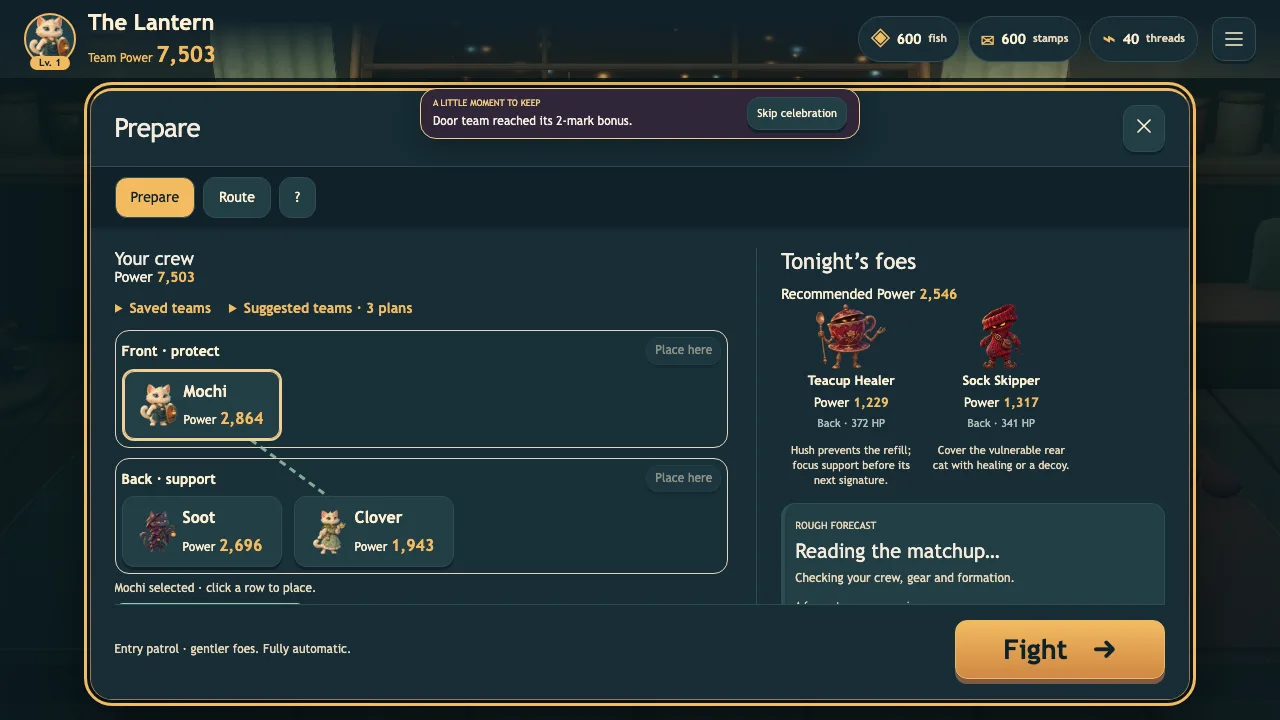 The Lantern
Team Power 7,503
Lv. 1
600 fish
600 stamps
40 threads
A LITTLE MOMENT TO KEEP
Door team reached its 2-mark bonus.
Skip celebration
Prepare
Prepare
Route
?
Your crew
Power 7,503
Saved teams
Suggested teams · 3 plans
Front · protect
Place here
Mochi
Power 2,864
Back · support
Place here
Soot
Power 2,696
Clover
Power 1,943
Mochi selected · click a row to place.
Tonight’s foes
Recommended Power 2,546
Teacup Healer
Power 1,229
Back · 372 HP
Hush prevents the refill;
focus support before its
next signature.
Sock Skipper
Power 1,317
Back · 341 HP
Cover the vulnerable rear
cat with healing or a decoy.
ROUGH FORECAST
Reading the matchup…
Checking your crew, gear and formation.
Entry patrol · gentler foes. Fully automatic.
Fight